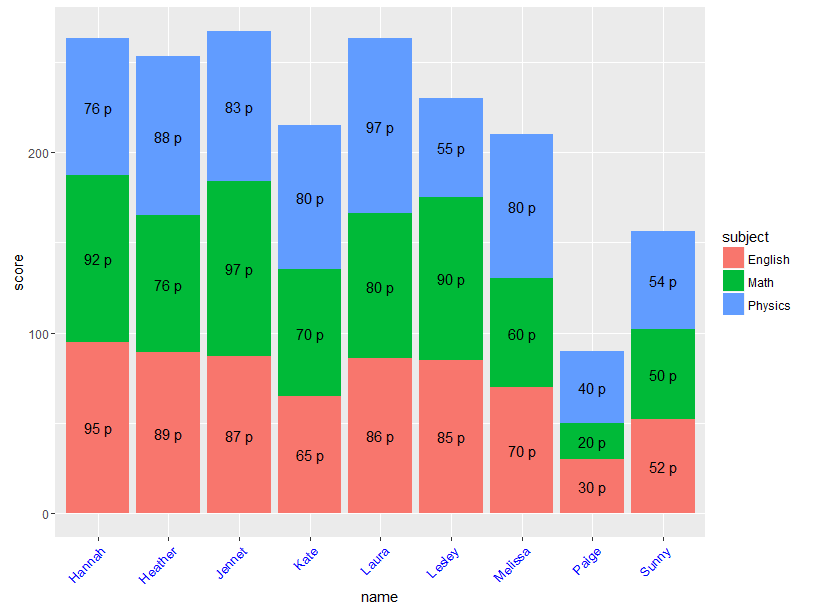 76 p
88 p
83 p
80 p
97 p
55 p
80 p
40 p
54 p
92 p
76 p
97 p
70 p
80 p
90 p
60 p
20 p
50 p
95 p
89 p
87 p
65 p
86 p
85 p
70 p
30 p
52 p
200
100
0
score
Hannah
Heather
Jennet
Kate
Laura
Lesley
Melissa
Paige
Sunny
name
subject
English
Math
Physics